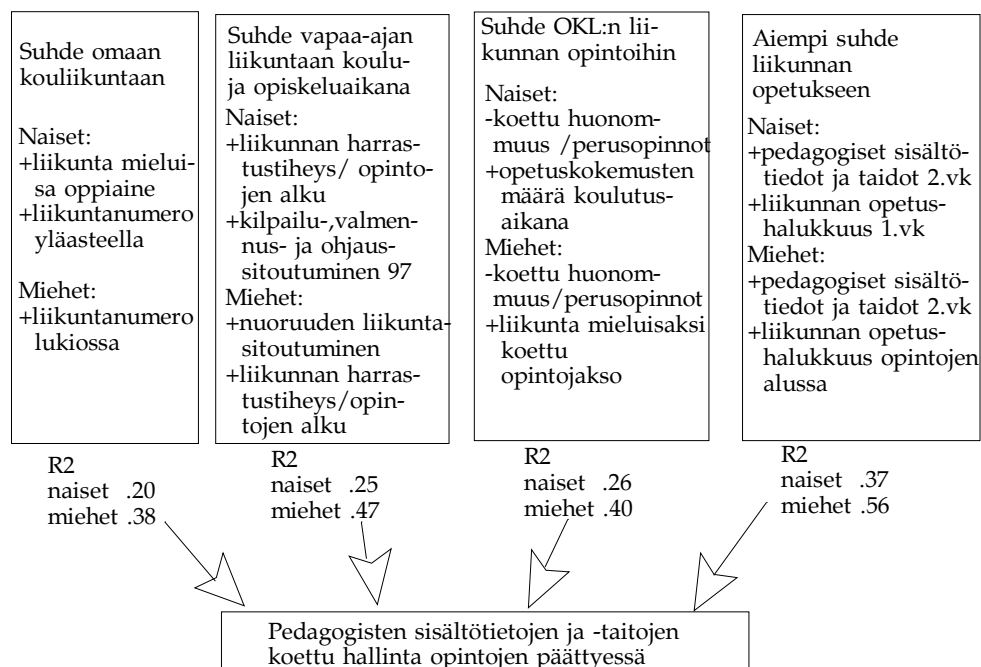 Suhde omaan
kouliikuntaan
Naiset:
+liikunta mielui-
sa oppiaine
+liikuntanumero
yläasteella
Miehet:
+liikuntanumero
lukiossa
R2
naiset .20
miehet .38
Suhde vapaa-ajan
liikuntaan koulu-
ja opiskeluaikana
Naiset:
+liikunnan harras-
tustiheys/ opinto-
jen alku
+kilpailu-,valmen-
nus- ja ohjaus-
sitoutuminen 97
Miehet:
+nuoruuden liikunta-
sitoutuminen
+liikunnan harras-
tustiheys/opin-
tojen alku
R2
naiset .25
miehet .47
Suhde OKL:n lii-
kunnan opintoihin
Naiset:
-koettu huonom-
muus /perusopinnot
+opetuskokemusten
määrä koulutus-
aikana
Miehet:
-koettu huonom-
muus/perusopinnot
+liikunta mieluisaksi
koettu
opintojakso
R2
naiset .26
miehet .40
Aiempi suhde
liikunnan
opetukseen
Naiset:
+pedagogiset sisältö-
tiedot ja taidot 2.vk
+liikunnan opetus-
halukkuus 1.vk
Miehet:
+pedagogiset sisältö-
tiedot ja taidot 2.vk
+liikunnan opetus-
halukkuus opintojen
alussa
R2
naiset .37
miehet .56
Pedagogisten sisältötietojen ja -taitojen
koettu hallinta opintojen päättyessä